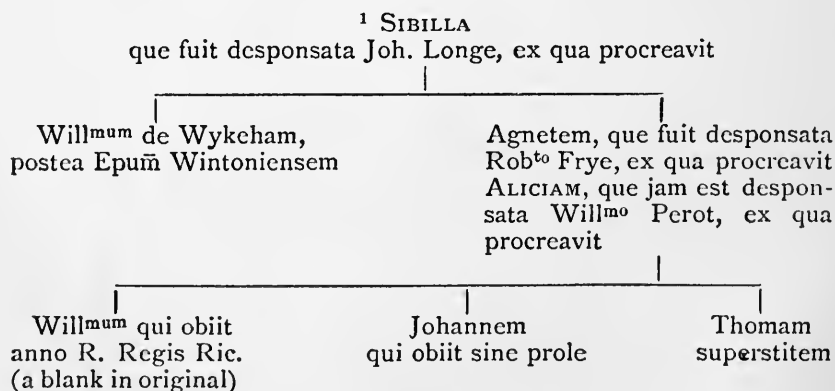 ¹ SIBILLA
que fuit desponsata Joh. Longe, ex qua procreavit
Willmum de Wykeham,
postea Epum̄ Wintoniensem
Agnetem, que fuit desponsata
Robto Frye, ex qua procreavit
ALICIAM, que jam est despon-
sata Willmo Perot, ex qua
procreavit
Willmum qui obiit
anno R. Regis Ric.
(a blank in original)
Johannem
qui obiit sine prole
Thomam
superstitem